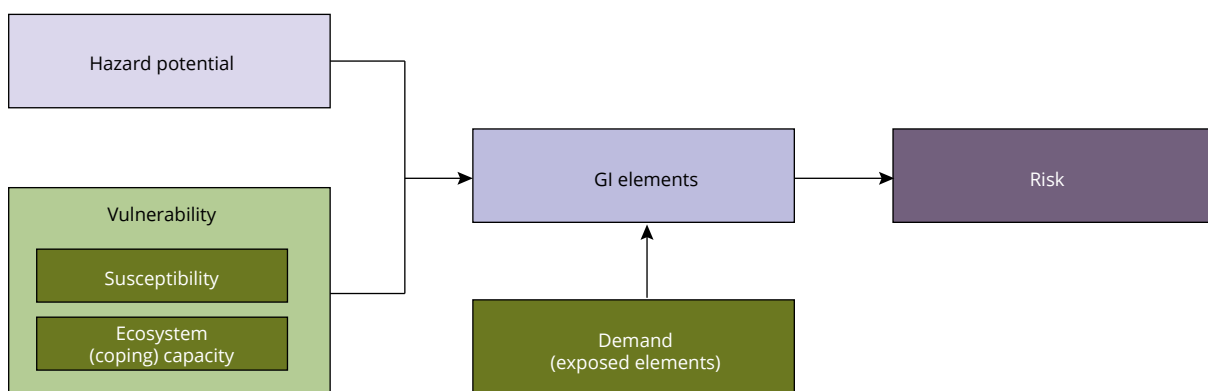 Hazard potential
GI elements
Risk
Vulnerability
Susceptibility
Ecosystem
(coping) capacity
Demand
(exposed elements)